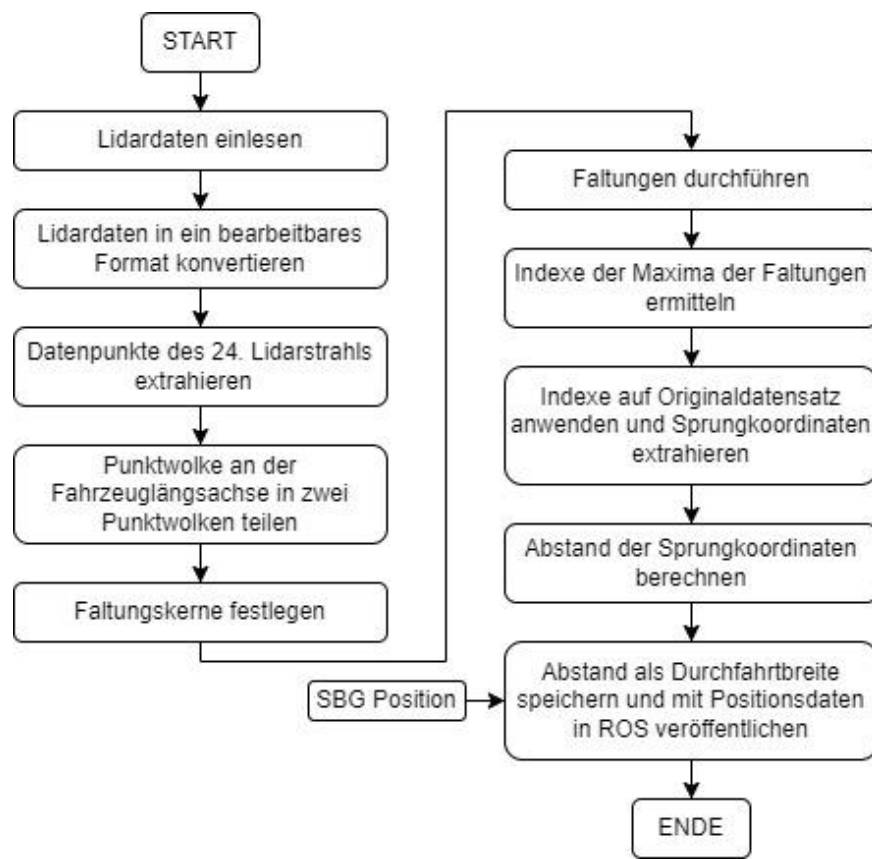 START
Lidardaten einlesen
Lidardaten in ein bearbeitbares
Format konvertieren
Datenpunkte des 24. Lidarstrahls
extrahieren
Punktwolke an der
Fahrzeuglängsachse in zwei
Punktwolken teilen
Faltungskerne festlegen
Faltungen durchführen
Indexe der Maxima der Faltungen
ermitteln
Indexe auf Originaldatensatz
anwenden und Sprungkoordinaten
extrahieren
Abstand der Sprungkoordinaten
berechnen
SBG Position
Abstand als Durchfahrtbreite
speichern und mit Positionsdaten
in ROS veröffentlichen
ENDE